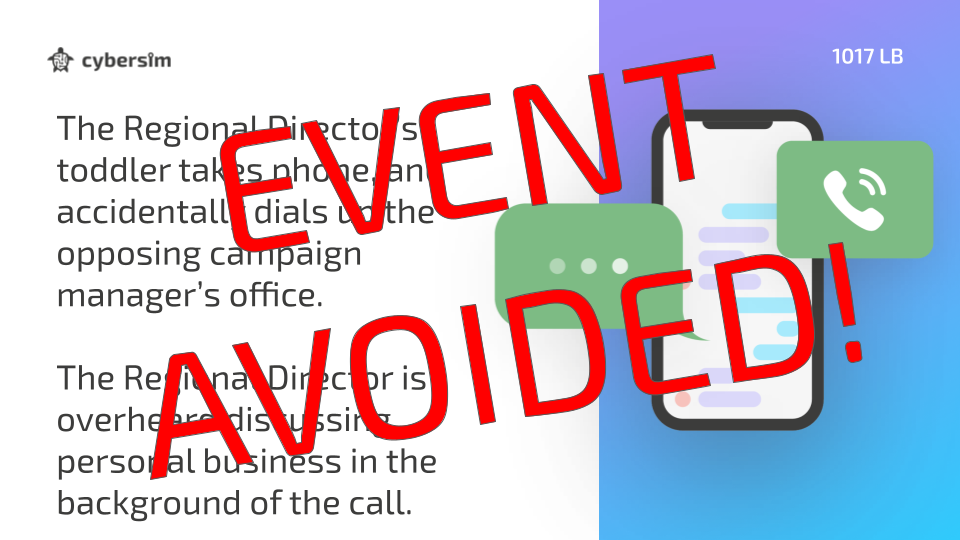 cybersim
1017 LB
The Regional Director's
toddler takes phone, and
accidentally dials up the
opposing campaign
manager’s office.
The Regional Director is
overheard discussing
personal business in the
background of the call.
EVENT
AVOIDED!